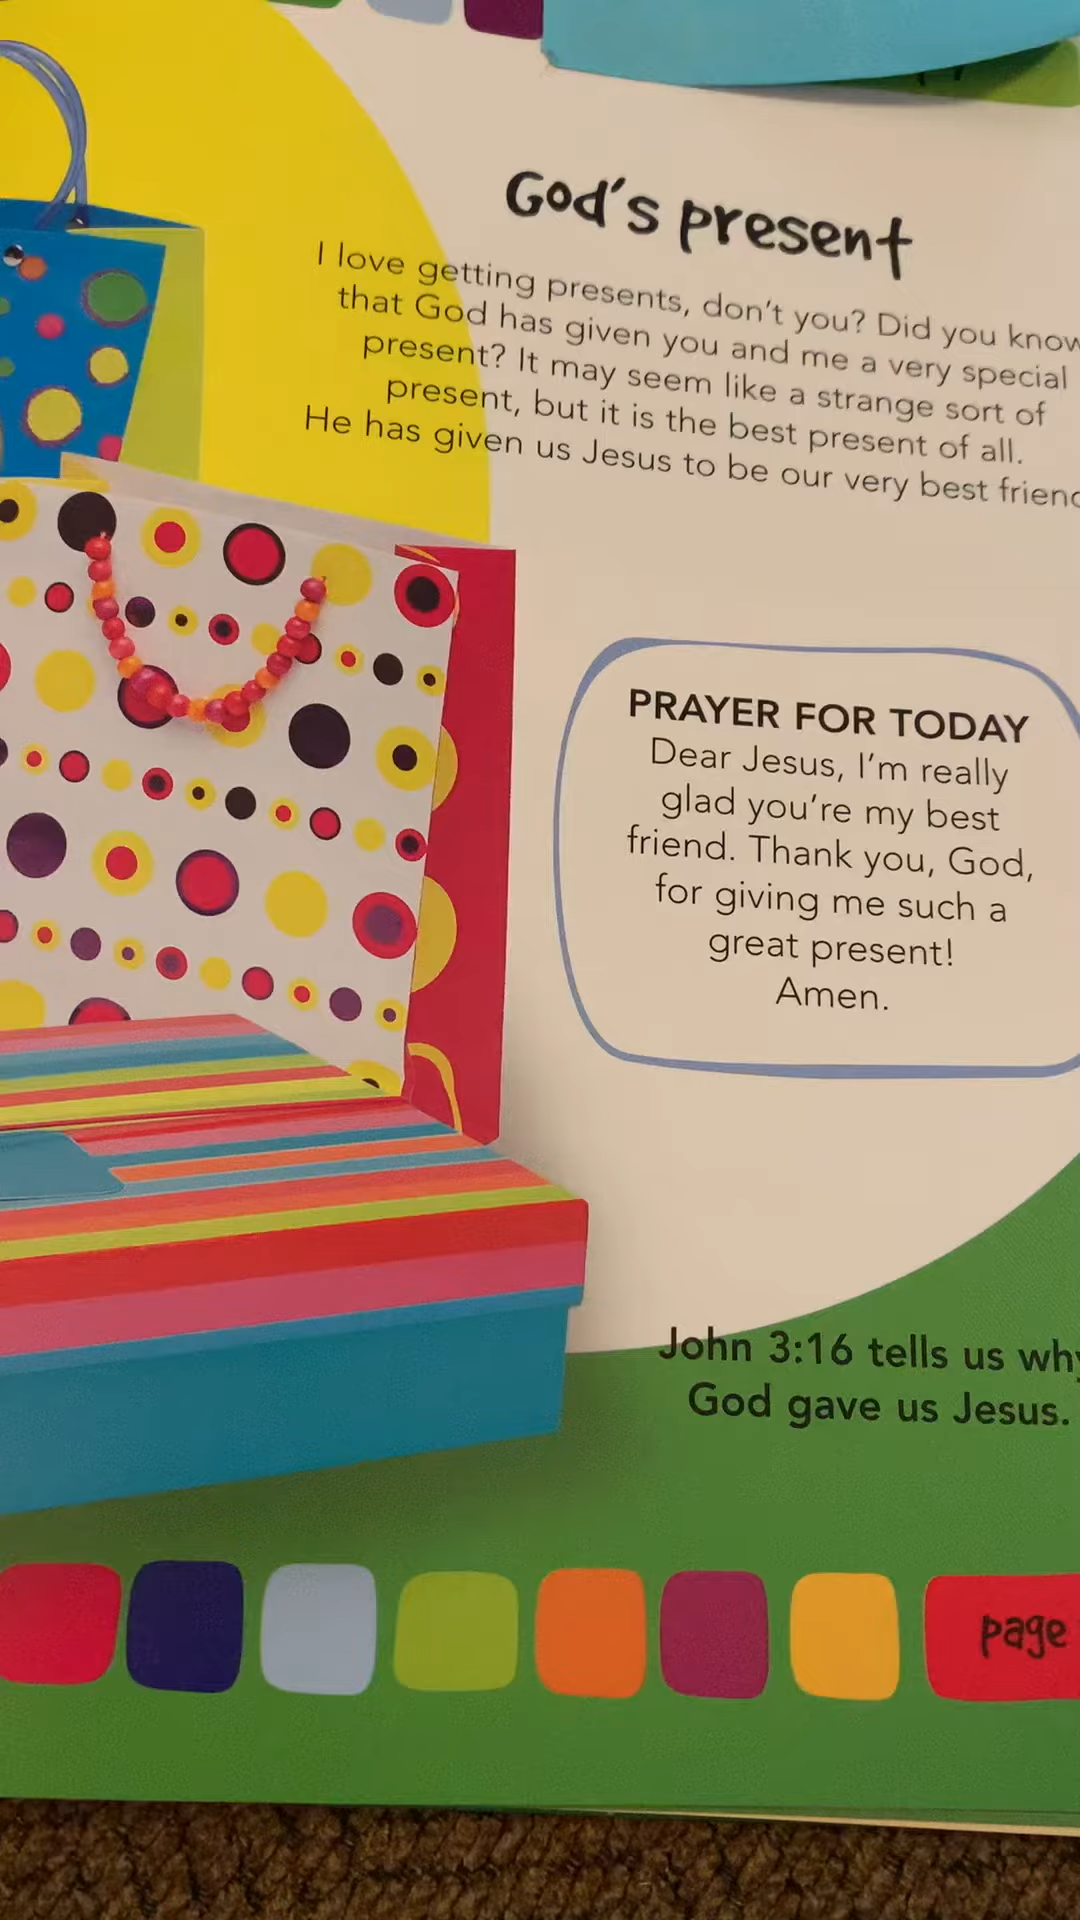 God's present
I love getting presents, don't you? Did you know
that God has given you and me a very special
present? It may seem like a strange sort of
present, but it is the best present of all.
He has given us Jesus to be our very best friend
PRAYER FOR TODAY
Dear Jesus, I'm really
glad you're my best
friend. Thank you, God,
for giving me such a
great present!
Amen.
John 3:16 tells us why
God gave us Jesus.
page